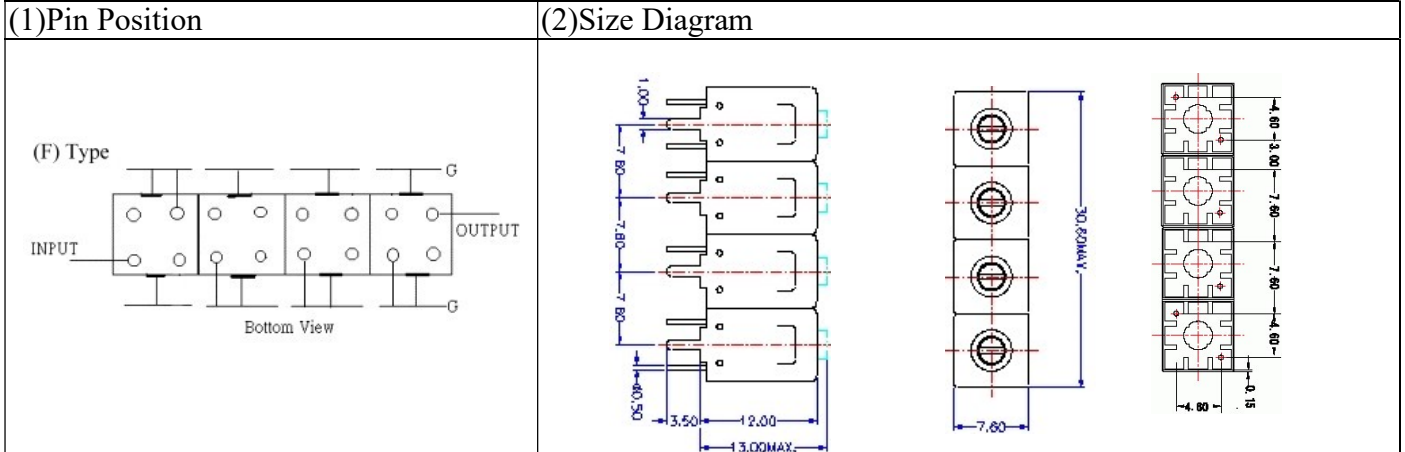 (1)Pin Position
(2)Size Diagram
(F) Type
G
INPUT
OUTPUT
G
Bottom View
1.00
7.80
7.80
7.80
Φ0.50
3.50
12.00
13.00MAX.
30.60MAX.
7.60
4.60
3.00
7.60
7.60
4.60
0.15
4.60